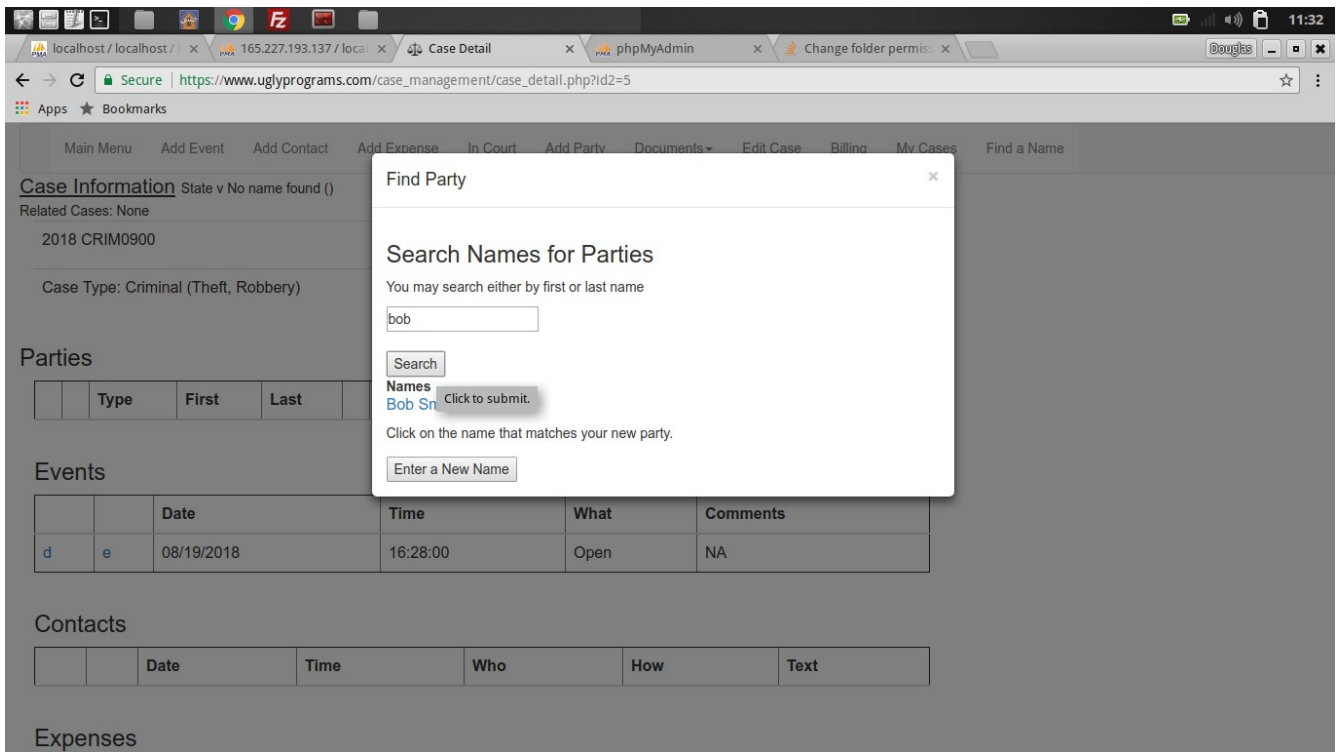 11:32
localhost / localhost /
165.227.193.137 / local
Case Detail
phpMyAdmin
Change folder permis
Douglas
Secure | https://www.uglyprograms.com/case_management/case_detail.php?id2=5
Apps Bookmarks
Main Menu Add Event Add Contact Add Expense In Court Add Party Documents Edit Case Billing My Cases Find a Name
Case Information State v No name found ()
Related Cases: None
2018 CRIM0900
Case Type: Criminal (Theft, Robbery)
Find Party ×
Search Names for Parties
You may search either by first or last name
bob
Search
Names
Bob
Click to submit.
Click on the name that matches your new party.
Enter a New Name
Parties
Type First Last
Events
Date Time What Comments
d e 08/19/2018 16:28:00 Open NA
Contacts
Date Time Who How Text
Expenses